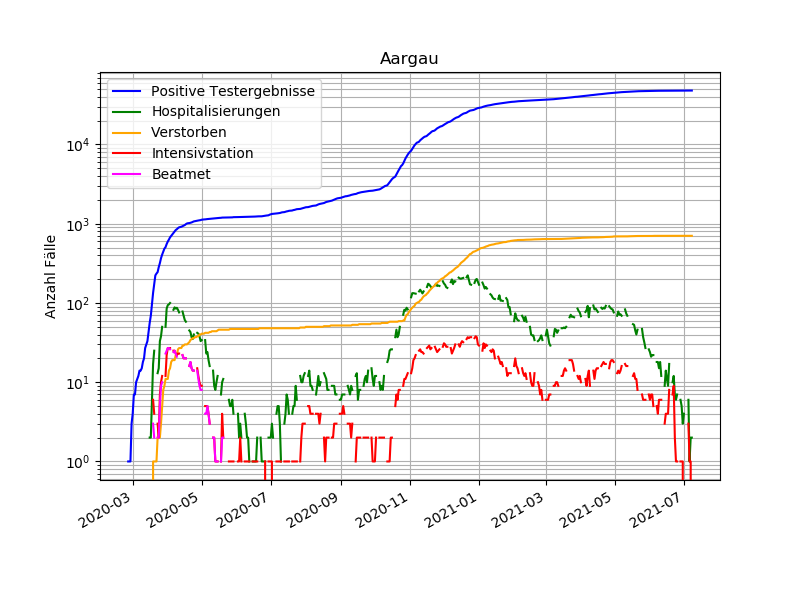 Aargau
Anzahl Fälle
10^4
10^3
10^2
10^1
10^0
Positive Testergebnisse
Hospitalisierungen
Verstorben
Intensivstation
Beatmet
2020-03
2020-05
2020-07
2020-09
2020-11
2021-01
2021-03
2021-05
2021-07